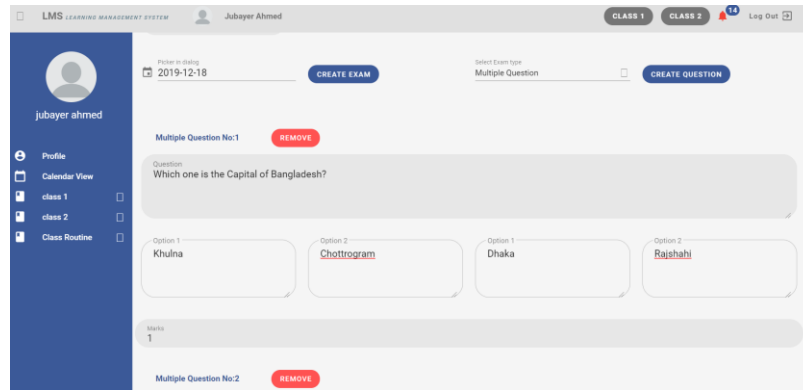 LMS LEARNING MANAGEMENT SYSTEM Jubayer Ahmed CLASS 1 CLASS 2 14 Log Out
jubayer ahmed
Profile
Calendar View
class 1
class 2
Class Routine
Picker in dialog
2019-12-18
CREATE EXAM
Select Exam type
Multiple Question
CREATE QUESTION
Multiple Question No:1 REMOVE
Question
Which one is the Capital of Bangladesh?
Option 1
Khulna
Option 2
Chottrogram
Option 1
Dhaka
Option 2
Rajshahi
Marks
1
Multiple Question No:2 REMOVE